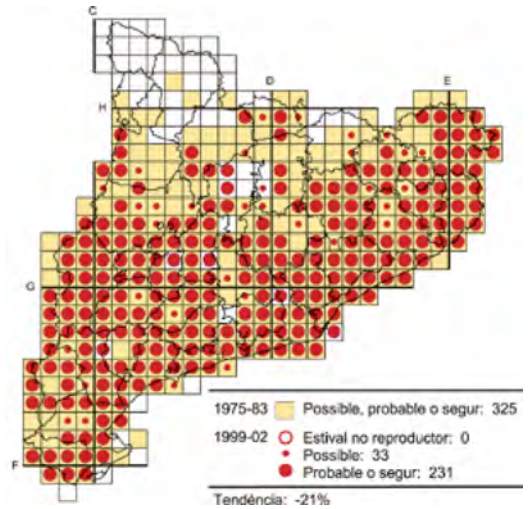 C
D
E
H
G
1975-83 Possible, probable o segur: 325
1999-02 Estival no reproductor: 0
Possible: 33
Probable o segur: 231
F
Tendència: -21%